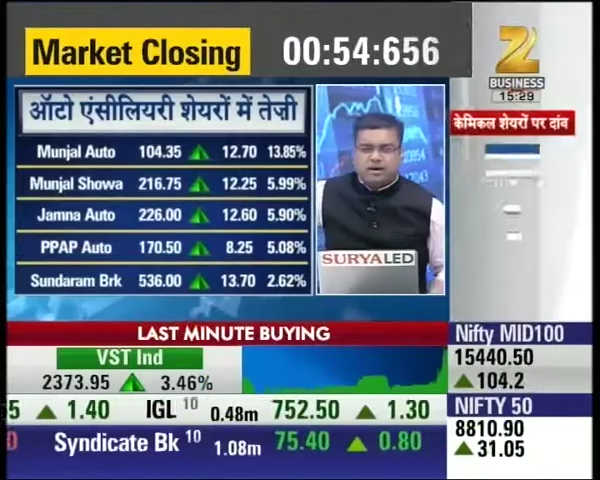 Market Closing
00:54:656
Z
BUSINESS
15:29
ऑटो एंसीलियरी शेयरों में तेज़ी
केमिकल शेयरों पर दांव
Munjal Auto 104.35 12.70 13.85%
Munjal Showa 216.75 12.25 5.99%
Jamna Auto 226.00 12.60 5.90%
PPAP Auto 170.50 8.25 5.08%
Sundaram Brk 536.00 13.70 2.62%
SURYA LED
LAST MINUTE BUYING
VST Ind
2373.95 3.46%
Nifty MID100
15440.50
104.2
5 1.40 IGL 10 0.48m 752.50 1.30
Syndicate Bk 10 1.08m 75.40 0.80
NIFTY 50
8810.90
31.05